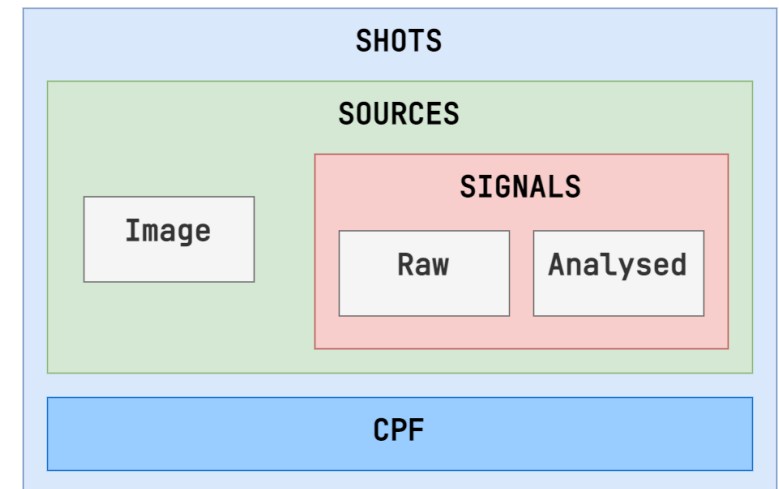 SHOTS
SOURCES
SIGNALS
Image
Raw
Analysed
CPF